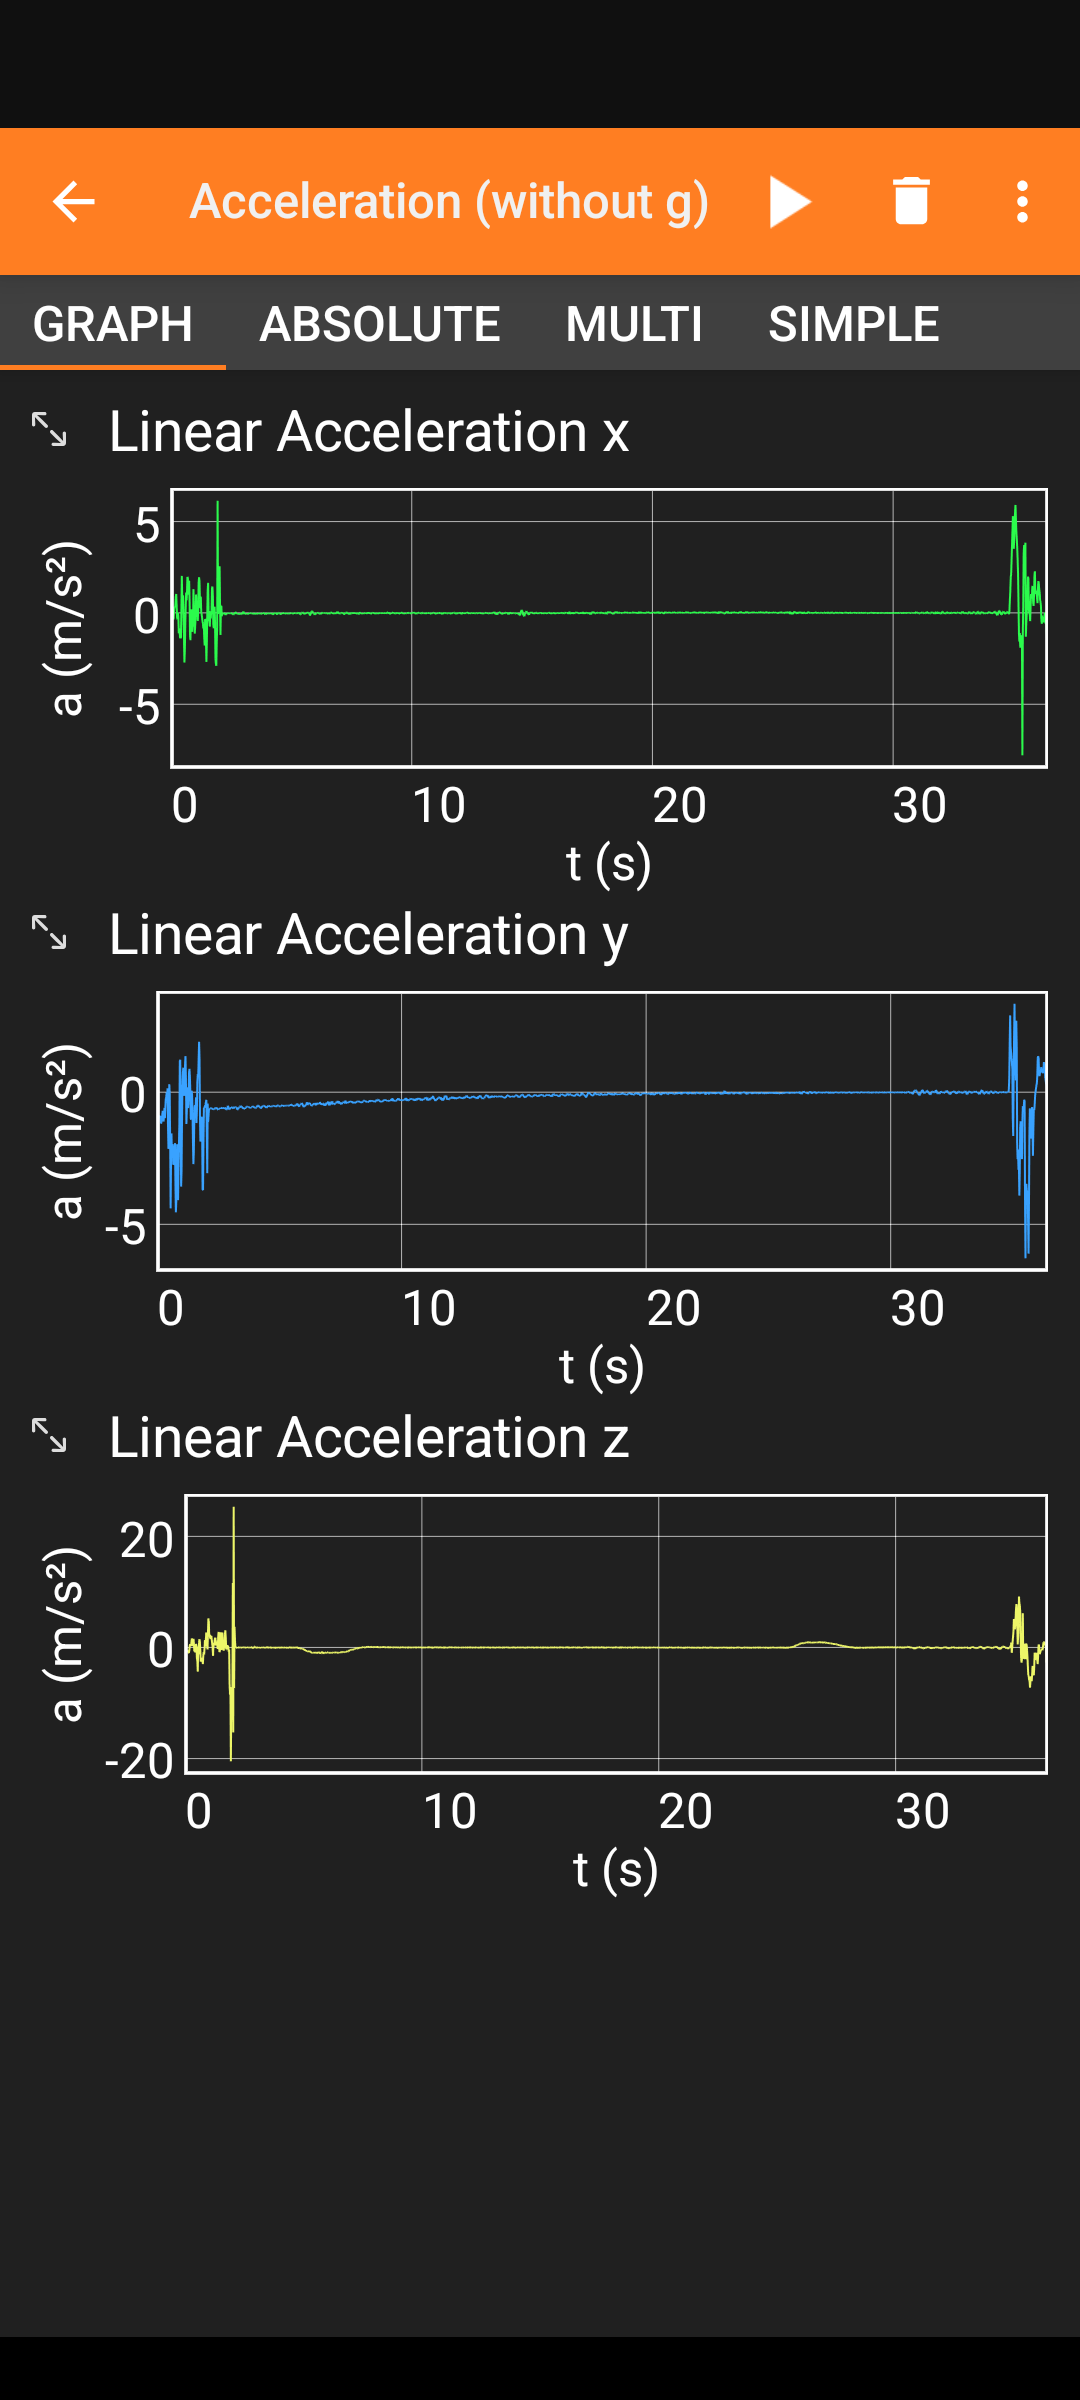 Acceleration (without g)
GRAPH ABSOLUTE MULTI SIMPLE
Linear Acceleration x
a (m/s²)
5
0
-5
0 10 20 30
t (s)
Linear Acceleration y
a (m/s²)
0
-5
0 10 20 30
t (s)
Linear Acceleration z
a (m/s²)
20
0
-20
0 10 20 30
t (s)